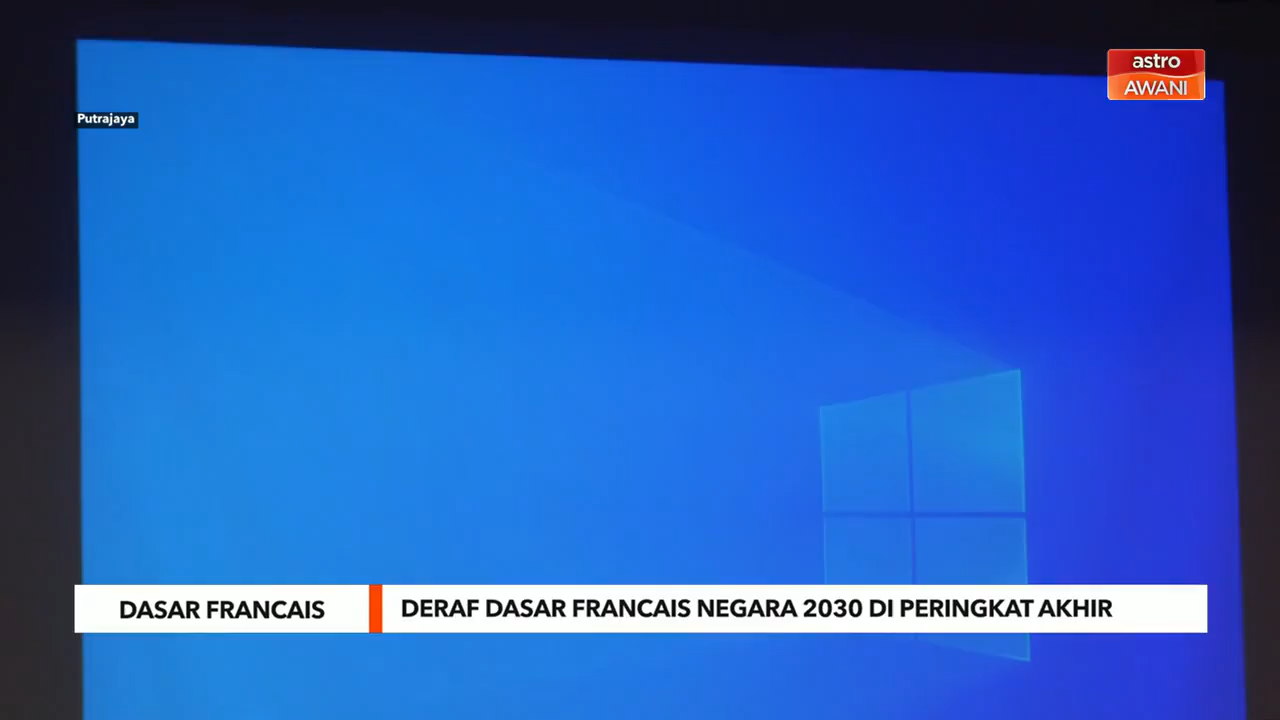 astro
AWANI
Putrajaya
DASAR FRANCAIS
DERAF DASAR FRANCAIS NEGARA 2030 DI PERINGKAT AKHIR